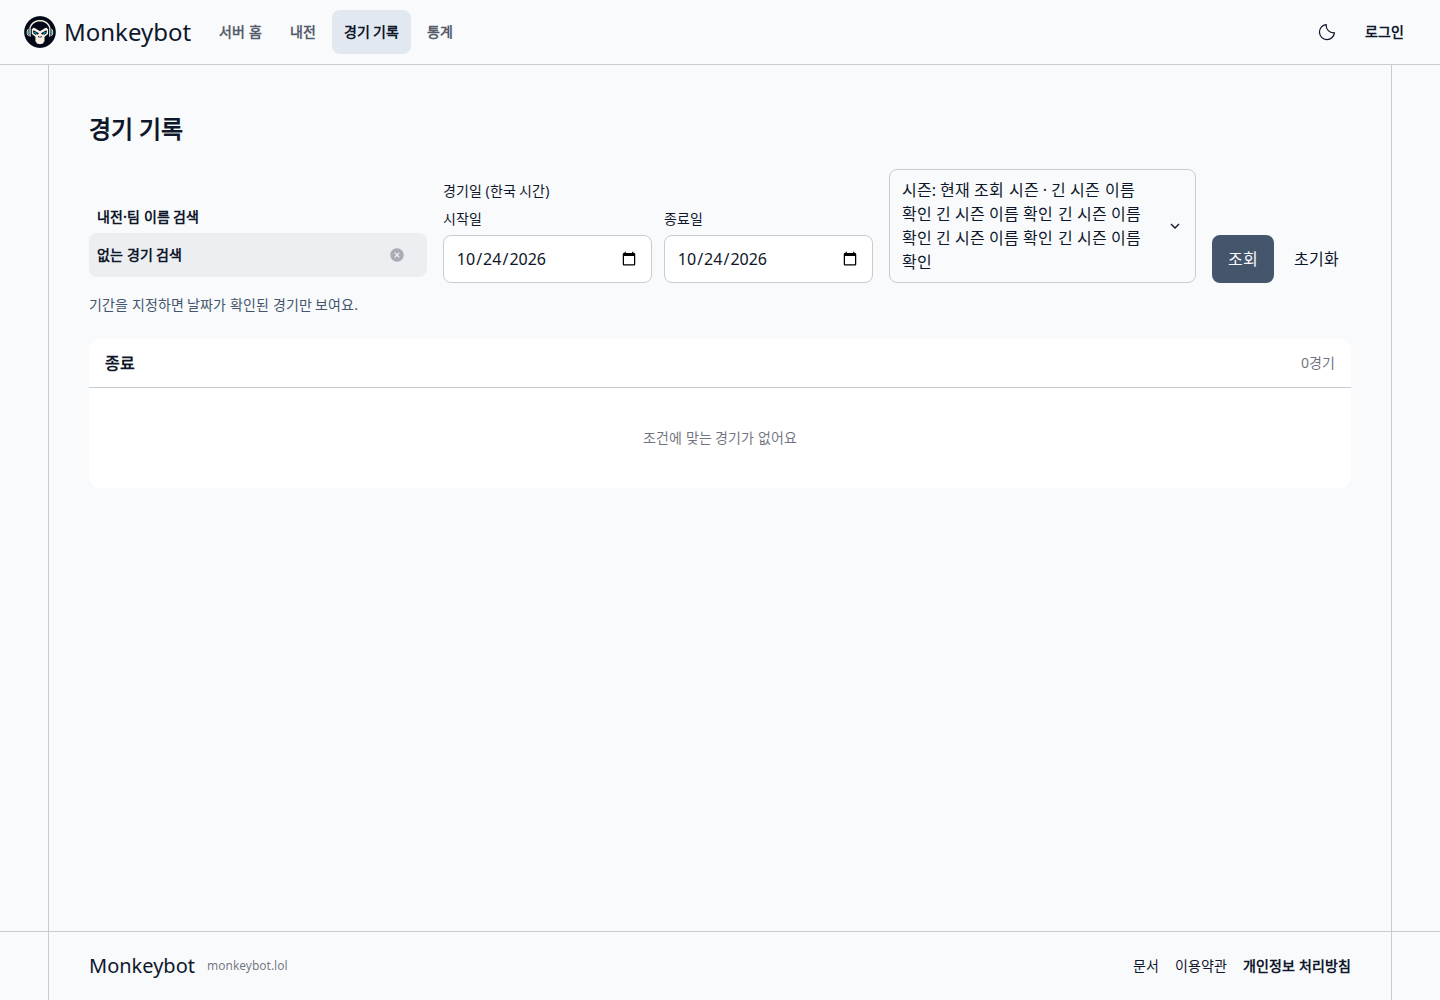 Monkeybot
서버 홈
내전
경기 기록
통계
로그인
경기 기록
내전·팀 이름 검색
없는 경기 검색
경기일 (한국 시간)
시작일
종료일
10/24/2026
10/24/2026
시즌: 현재 조회 시즌 · 긴 시즌 이름
확인 긴 시즌 이름 확인 긴 시즌 이름
확인 긴 시즌 이름 확인 긴 시즌 이름
확인
조회
초기화
기간을 지정하면 날짜가 확인된 경기만 보여요.
종료
0경기
조건에 맞는 경기가 없어요
Monkeybot
monkeybot.lol
문서
이용약관
개인정보 처리방침